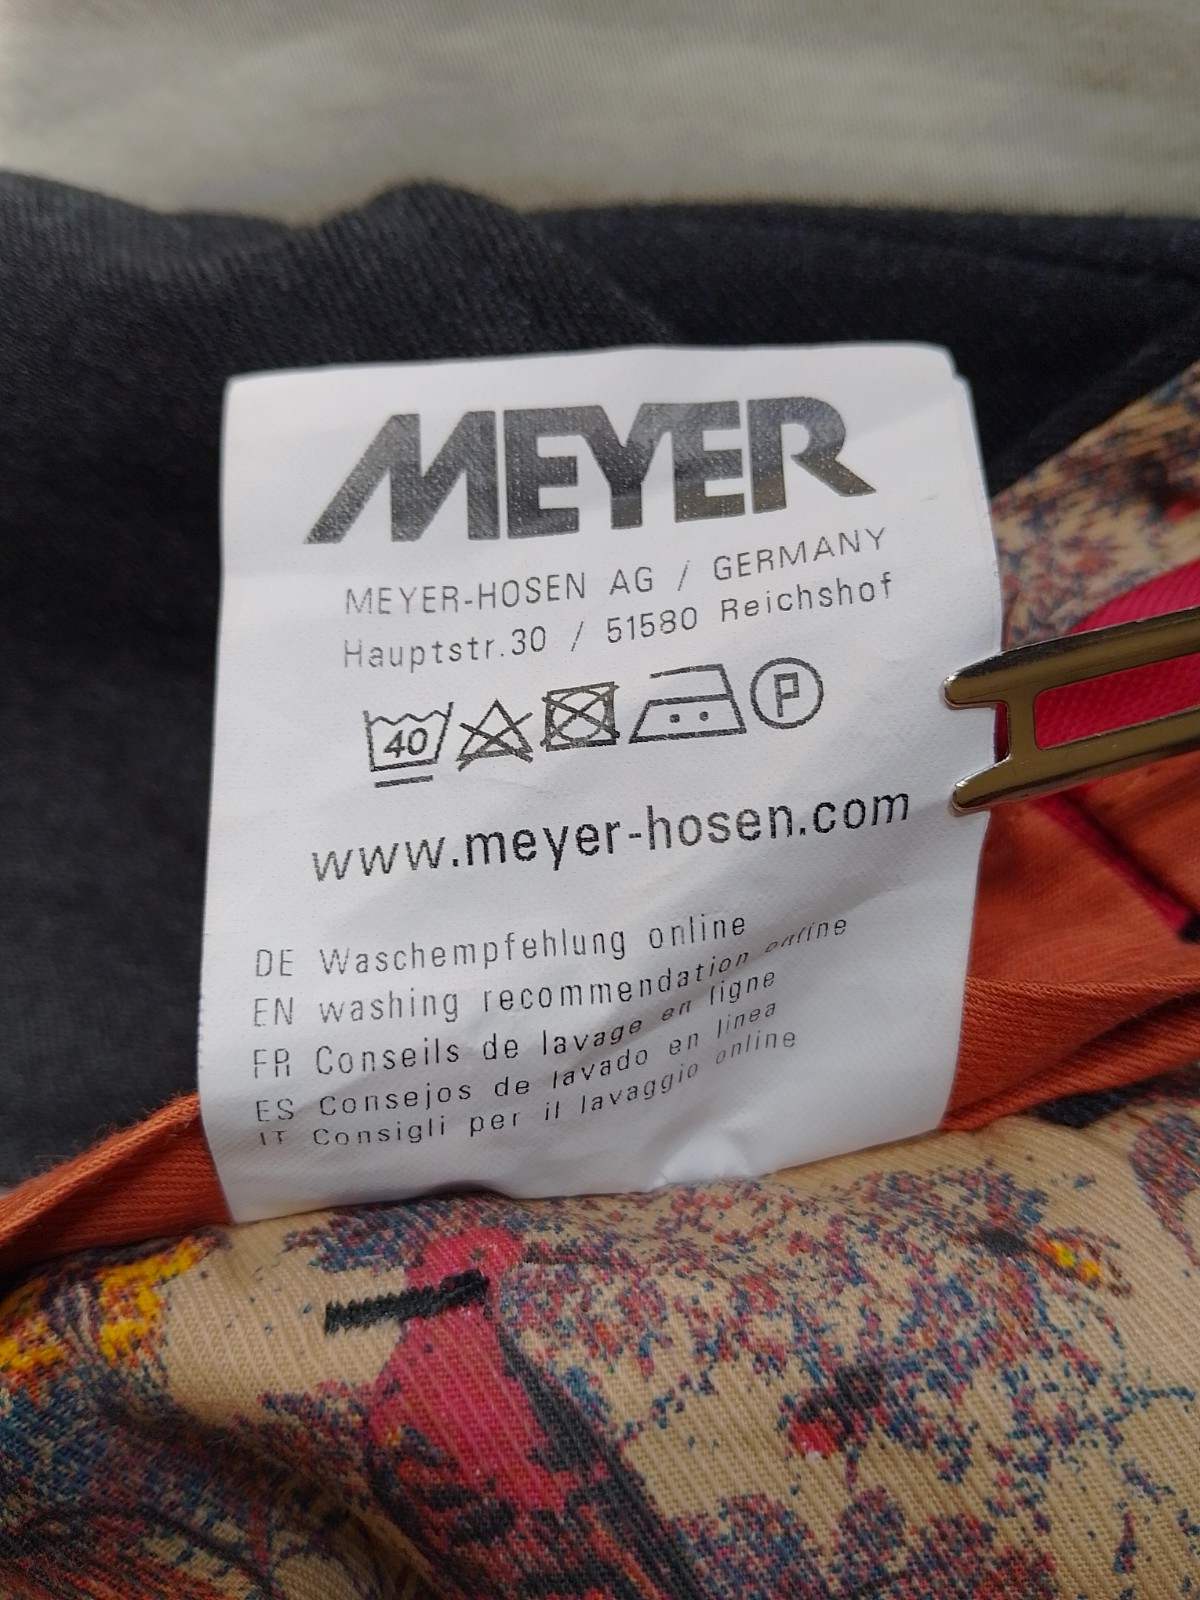 MEYER
MEYER-HOSEN AG / GERMANY
Hauptstr.30 / 51580 Reichshof
40 P
www.meyer-hosen.com
DE Waschempfehlung online
EN washing recommendation online
FR Conseils de lavage en ligne
ES Consejos de lavado en linea
IT Consigli per il lavaggio online